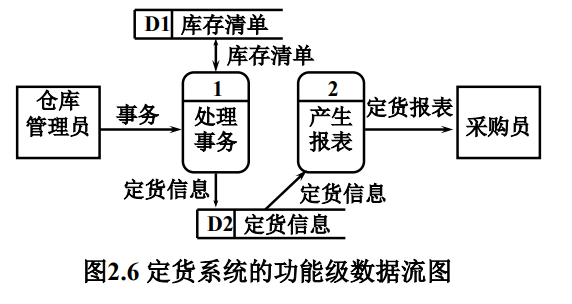 D1 库存清单
库存清单
仓库
管理员
事务
1
处理
事务
2
产生
报表
定货报表
采购员
定货信息
定货信息
D2 定货信息
图2.6 定货系统的功能级数据流图